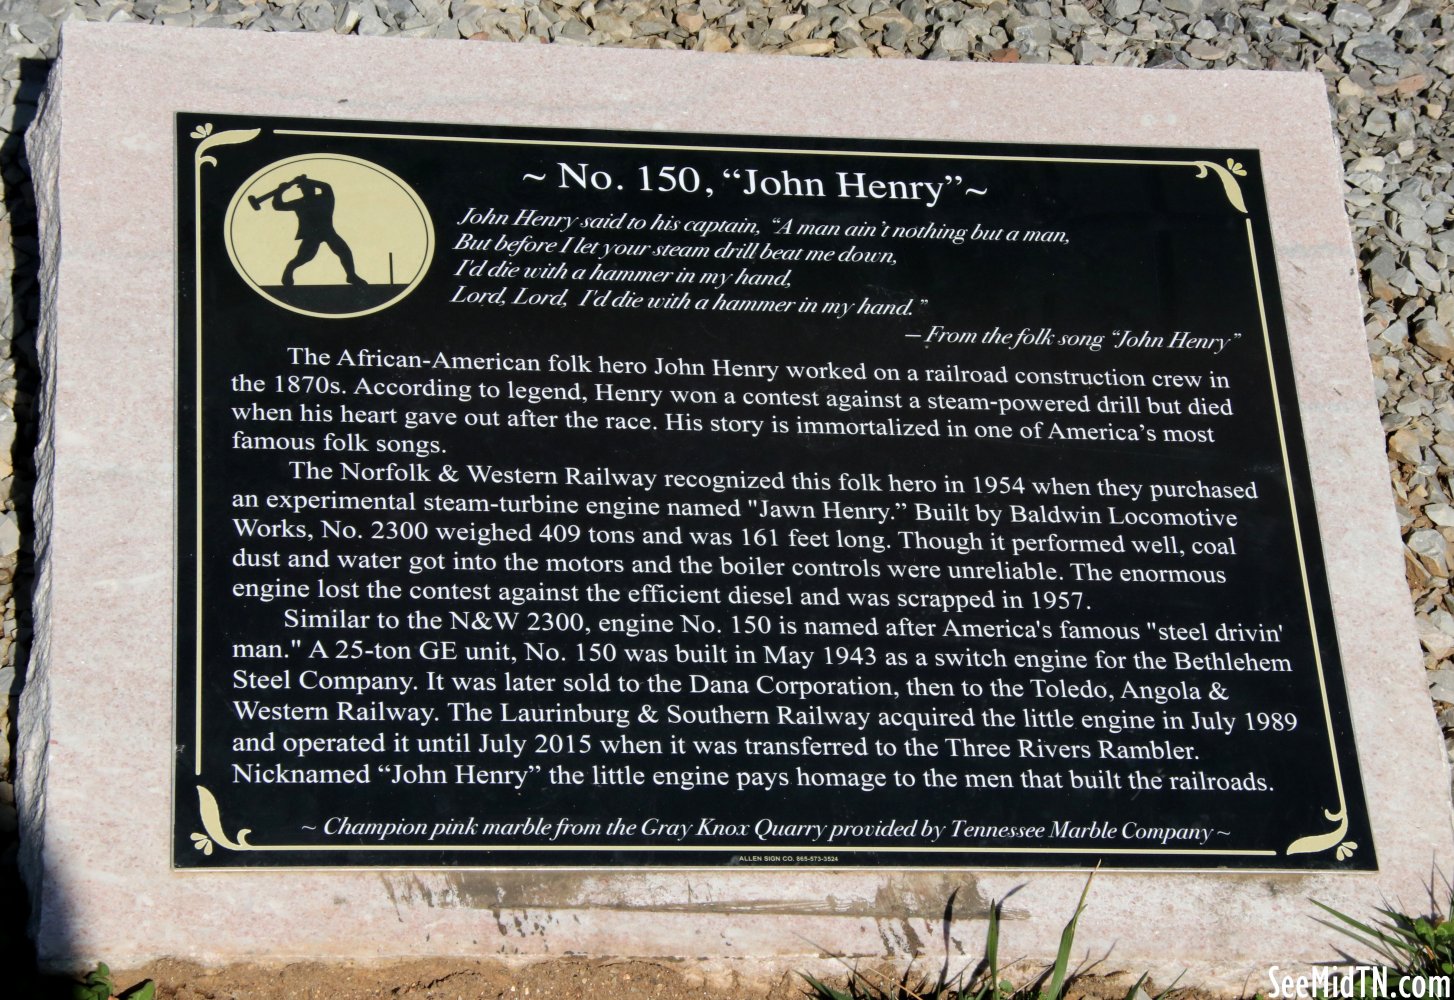 ~ No. 150, “John Henry”~
John Henry said to his captain, “A man ain’t nothing but a man,
But before I let your steam drill beat me down,
I'd die with a hammer in my hand,
Lord, Lord, I'd die with a hammer in my hand.”
– From the folk song “John Henry”
The African-American folk hero John Henry worked on a railroad construction crew in
the 1870s. According to legend, Henry won a contest against a steam-powered drill but died
when his heart gave out after the race. His story is immortalized in one of America’s most
famous folk songs.
The Norfolk & Western Railway recognized this folk hero in 1954 when they purchased
an experimental steam-turbine engine named "Jawn Henry.” Built by Baldwin Locomotive
Works, No. 2300 weighed 409 tons and was 161 feet long. Though it performed well, coal
dust and water got into the motors and the boiler controls were unreliable. The enormous
engine lost the contest against the efficient diesel and was scrapped in 1957.
Similar to the N&W 2300, engine No. 150 is named after America's famous "steel drivin'
man." A 25-ton GE unit, No. 150 was built in May 1943 as a switch engine for the Bethlehem
Steel Company. It was later sold to the Dana Corporation, then to the Toledo, Angola &
Western Railway. The Laurinburg & Southern Railway acquired the little engine in July 1989
and operated it until July 2015 when it was transferred to the Three Rivers Rambler.
Nicknamed “John Henry” the little engine pays homage to the men that built the railroads.
~ Champion pink marble from the Gray Knox Quarry provided by Tennessee Marble Company ~
ALLEN SIGN CO. 865-573-3524
SeeMidTN.com